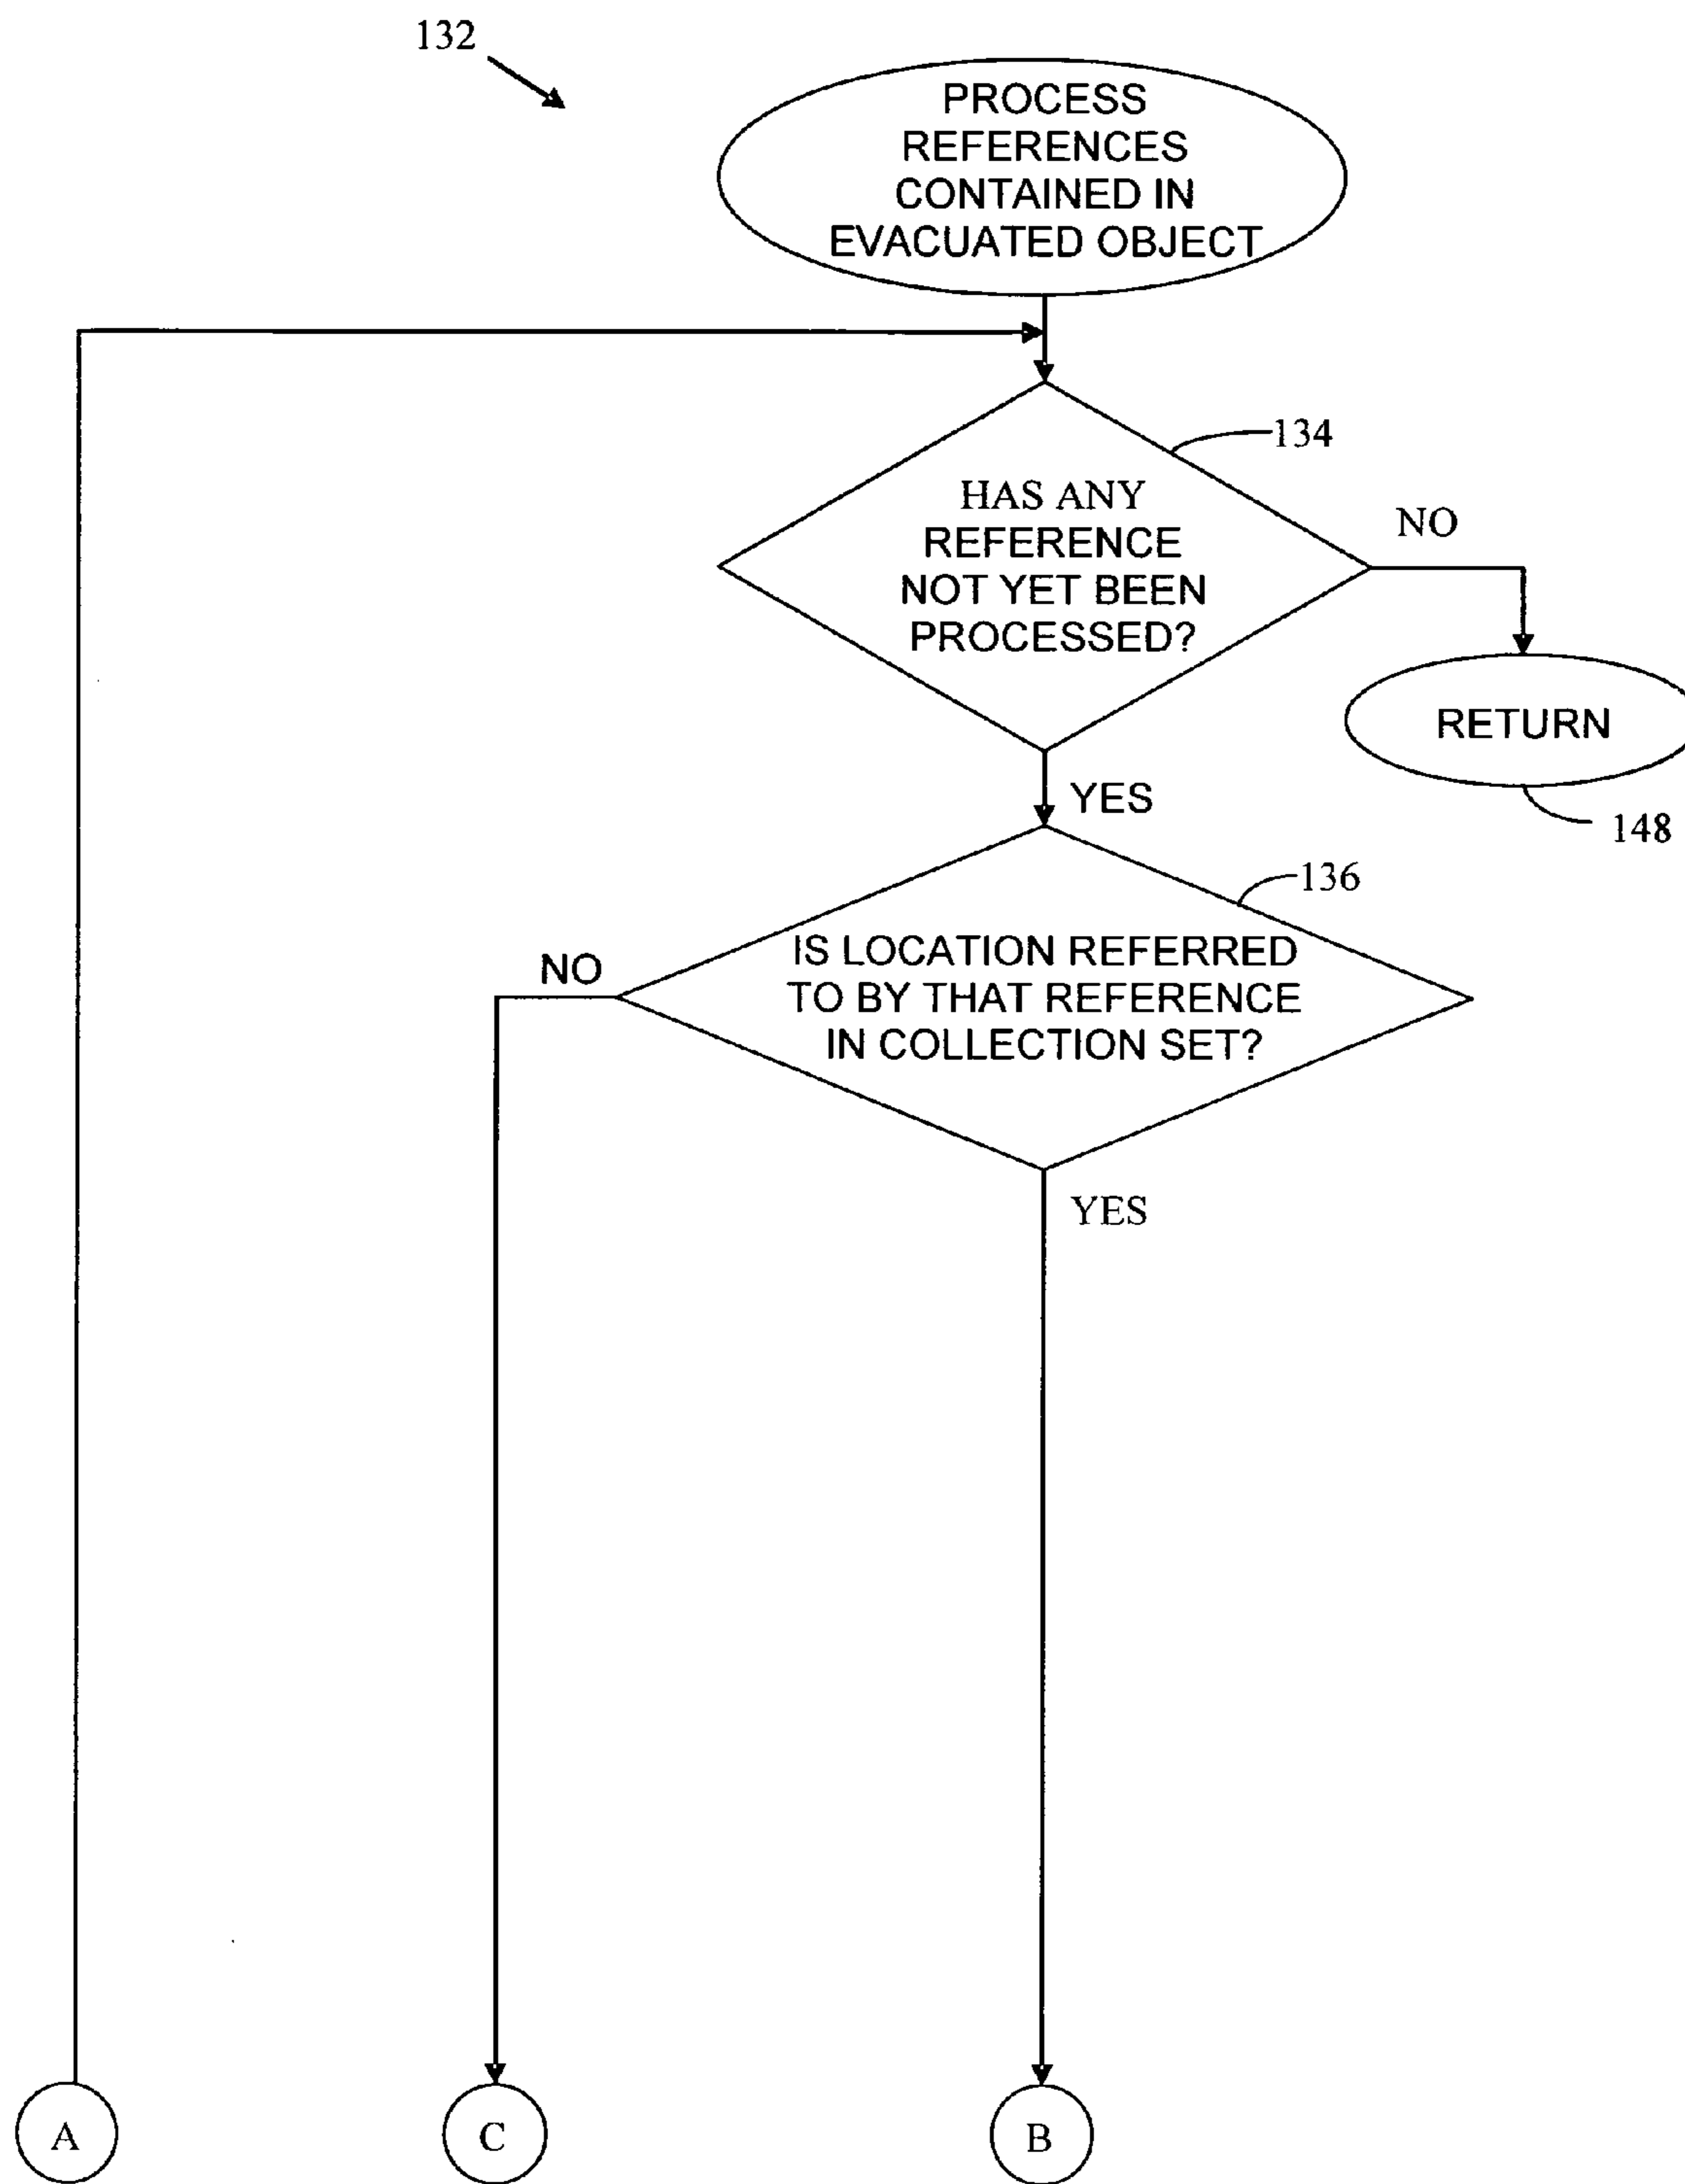 132
PROCESS
REFERENCES
CONTAINED IN
EVACUATED OBJECT
134
HAS ANY
REFERENCE
NOT YET BEEN
PROCESSED?
NO
RETURN
148
YES
136
IS LOCATION REFERRED
TO BY THAT REFERENCE
IN COLLECTION SET?
NO
YES
A
C
B